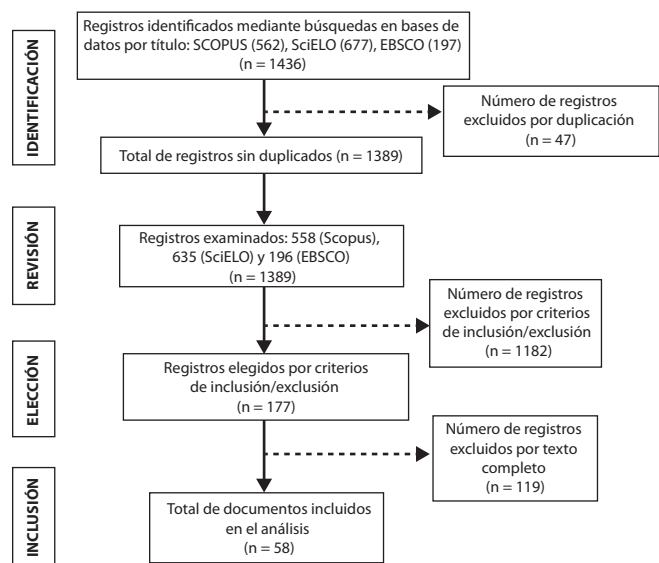 IDENTIFICACIÓN
Registros identificados mediante búsquedas en bases de
datos por título: SCOPUS (562), SciELO (677), EBSCO (197)
(n = 1436)
Número de registros
excluidos por duplicación
(n = 47)
Total de registros sin duplicados (n = 1389)
REVISIÓN
Registros examinados: 558 (Scopus),
635 (SciELO) y 196 (EBSCO)
(n = 1389)
Número de registros
excluidos por criterios
de inclusión/exclusión
(n = 1182)
ELECCIÓN
Registros elegidos por criterios
de inclusión/exclusión
(n = 177)
Número de registros
excluidos por texto
completo
(n = 119)
INCLUSIÓN
Total de documentos incluidos
en el análisis
(n = 58)